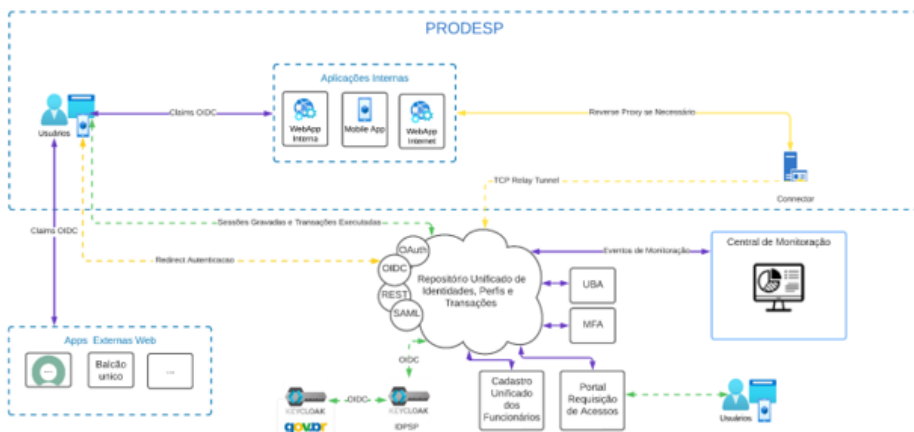 PRODESP
Aplicações Internas
WebApp
Interna
Mobile App
WebApp
Internet
Usuários
Claims OIDC
Reverse Proxy se Necessário
TCP Relay Tunnel
Connector
Claims OIDC
Sessões Gravadas e Transações Executadas
Redirect Autenticacao
OAuth
OIDC
REST
SAML
Repositório Unificado de
Identidades, Perfis e
Transações
Eventos de Monitoração
Central de Monitoração
UBA
MFA
Apps Externas Web
Balcão
unico
...
OIDC
KEYCLOAK
OIDC
KEYCLOAK
gov.br
IDPSP
Cadastro
Unificado
dos
Funcionários
Portal
Requisição
de Acessos
Usuários